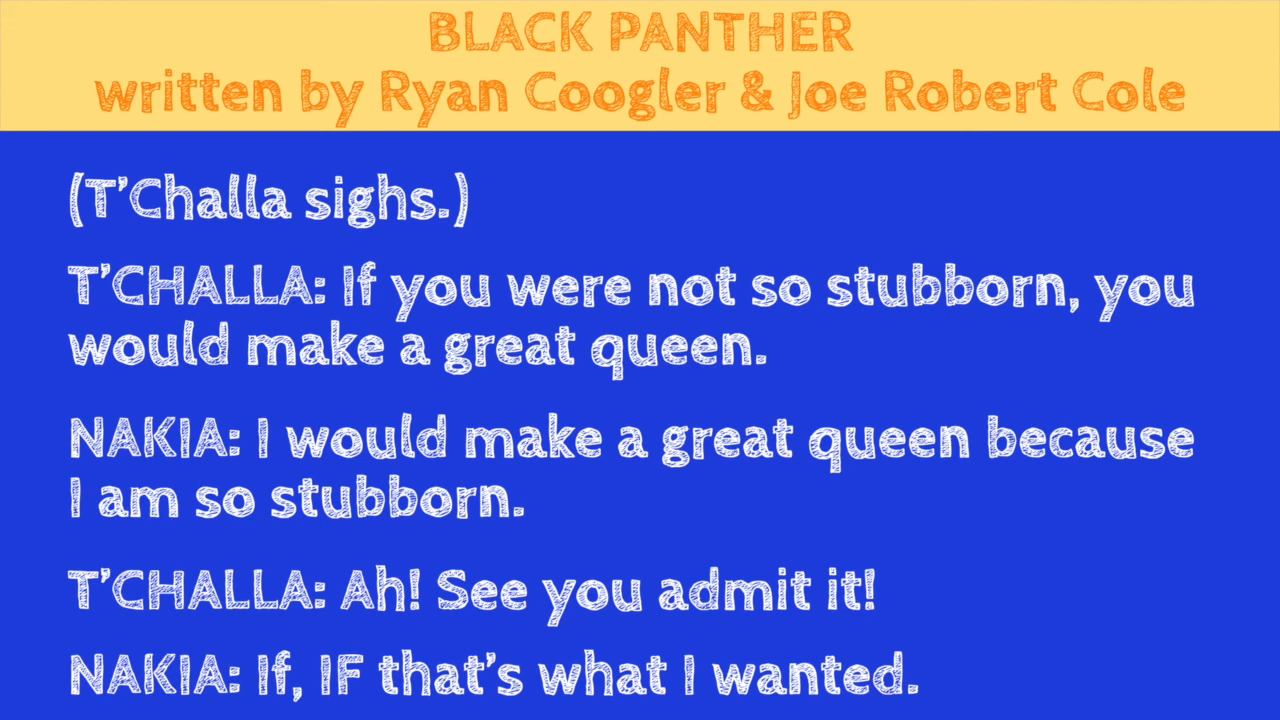 BLACK PANTHER
written by Ryan Coogler & Joe Robert Cole
(T’Challa sighs.)
T’CHALLA: If you were not so stubborn, you
would make a great queen.
NAKIA: I would make a great queen because
I am so stubborn.
T’CHALLA: Ah! See you admit it!
NAKIA: If, IF that’s what I wanted.